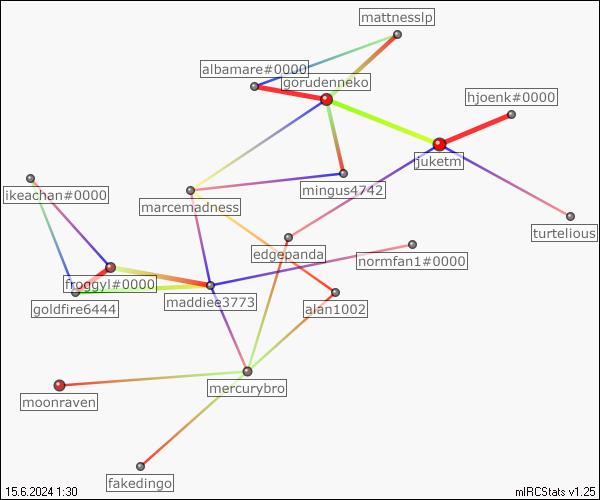 mattnesslp
albamare#0000
gorudenneko
hjoenk#0000
juketm
ikeachan#0000
mingus4742
marcemadness
turtelious
edgepanda
normfan1#0000
froggyl#0000
maddiee3773
goldfire6444
alan1002
mercurybro
moonraven
fakedingo
15.6.2024 1:30
mIRCStats v1.25